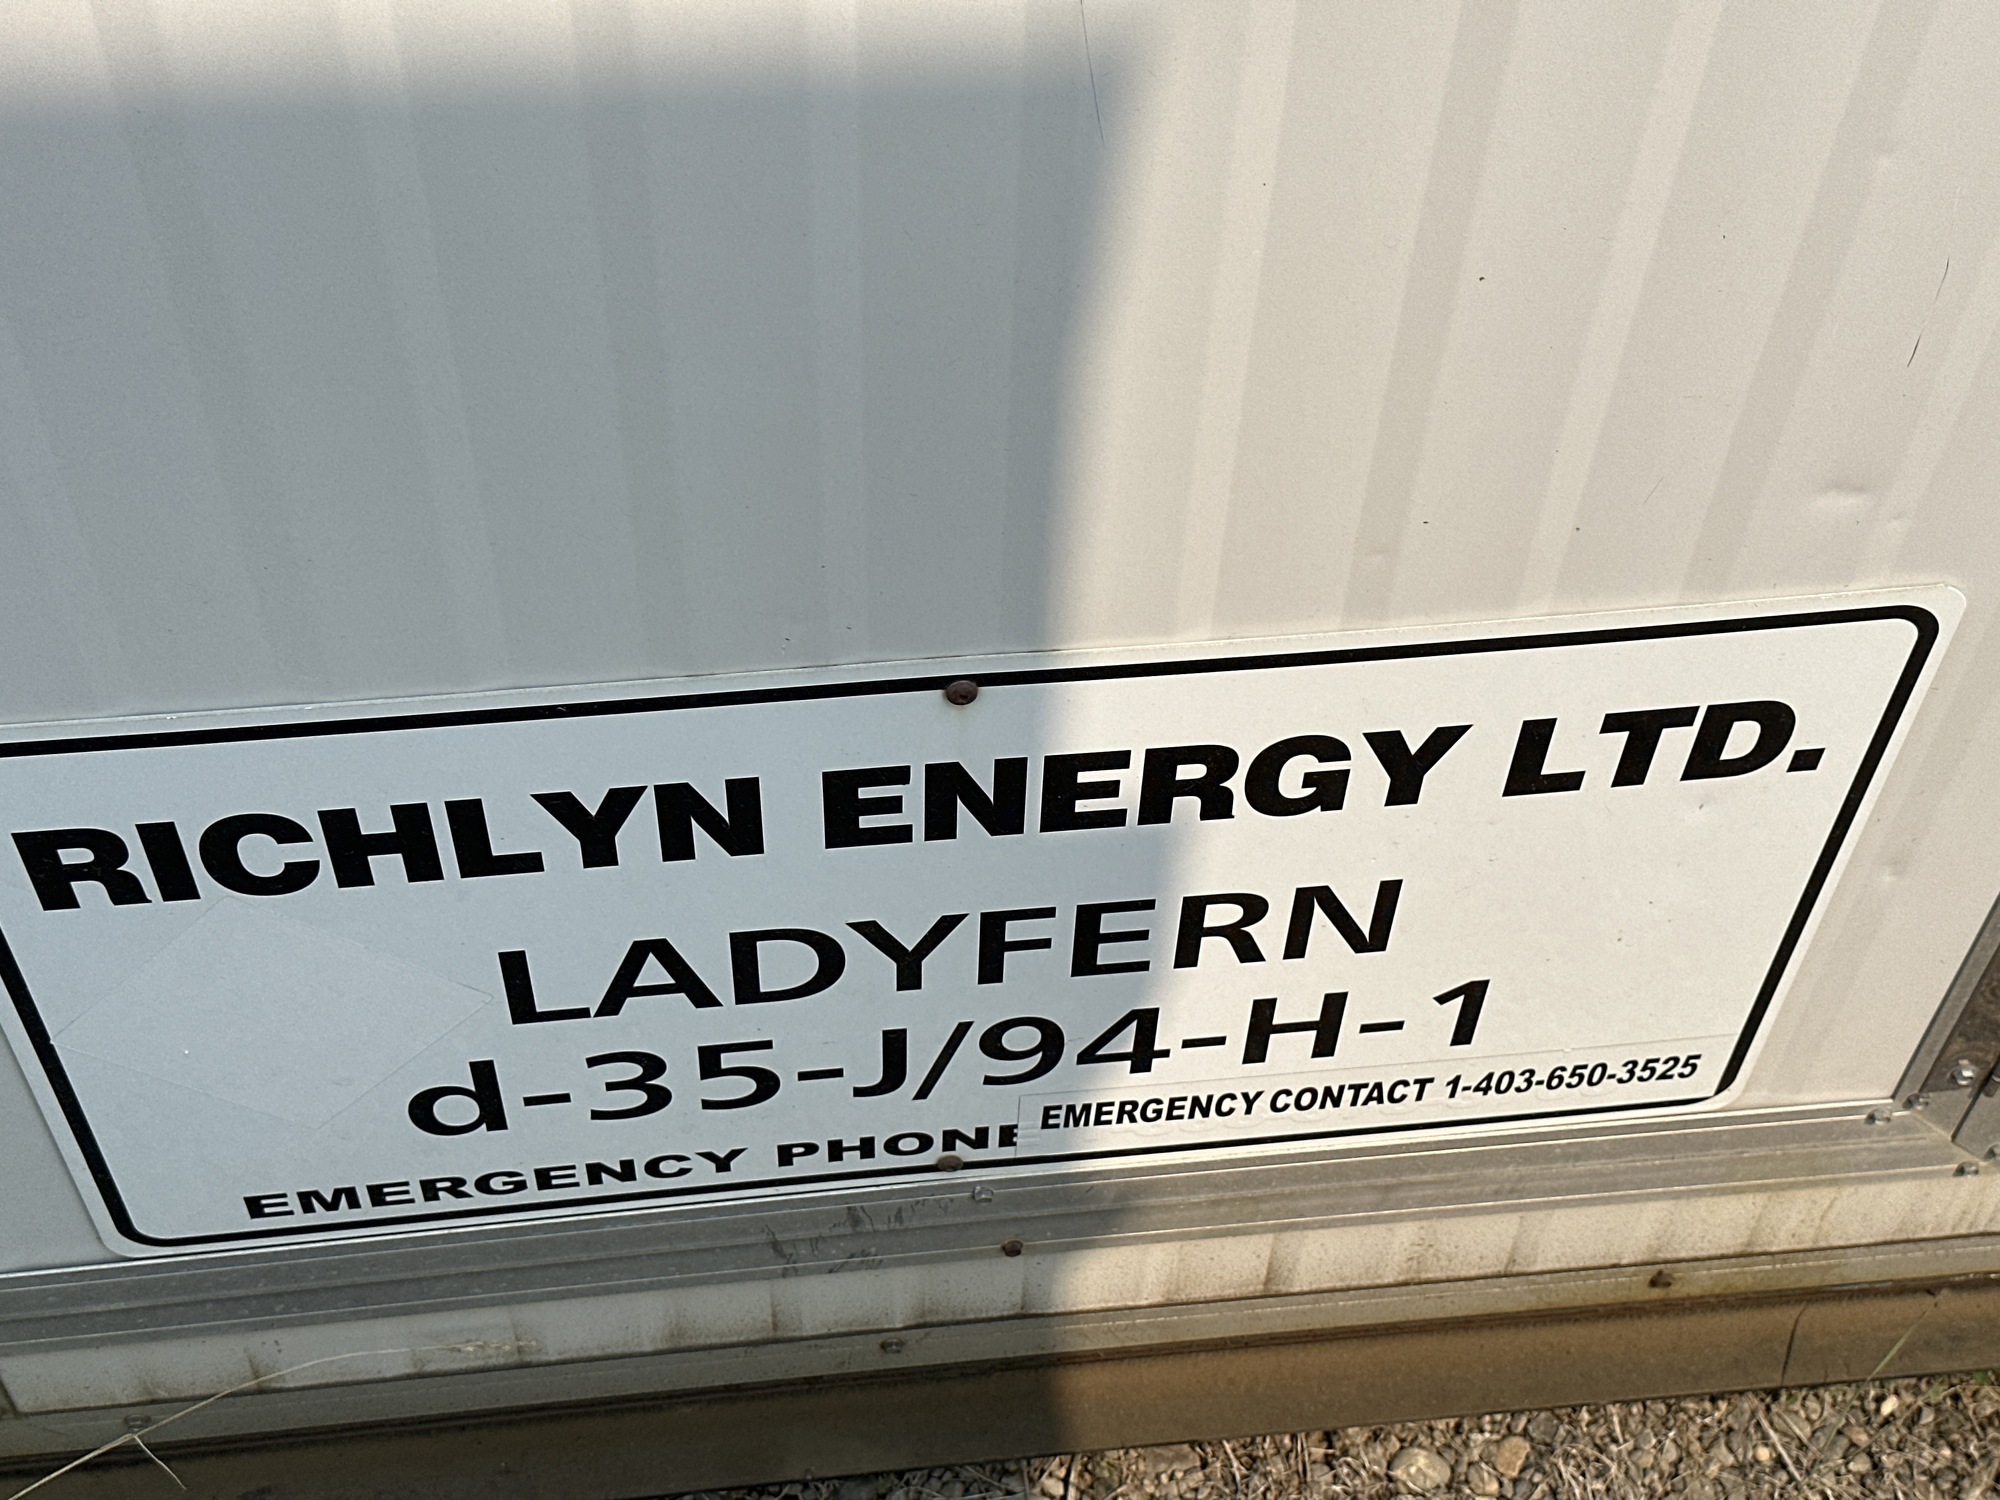 RICHLYN ENERGY LTD.
LADYFERN
d-35-J/94-H-1
EMERGENCY PHONE
EMERGENCY CONTACT 1-403-650-3525